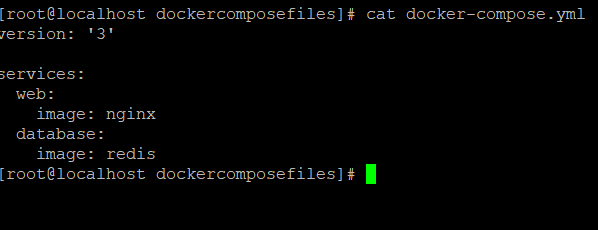 [root@localhost dockercomposefiles]# cat docker-compose.yml
version: '3'

services:
  web:
    image: nginx
  database:
    image: redis
[root@localhost dockercomposefiles]#